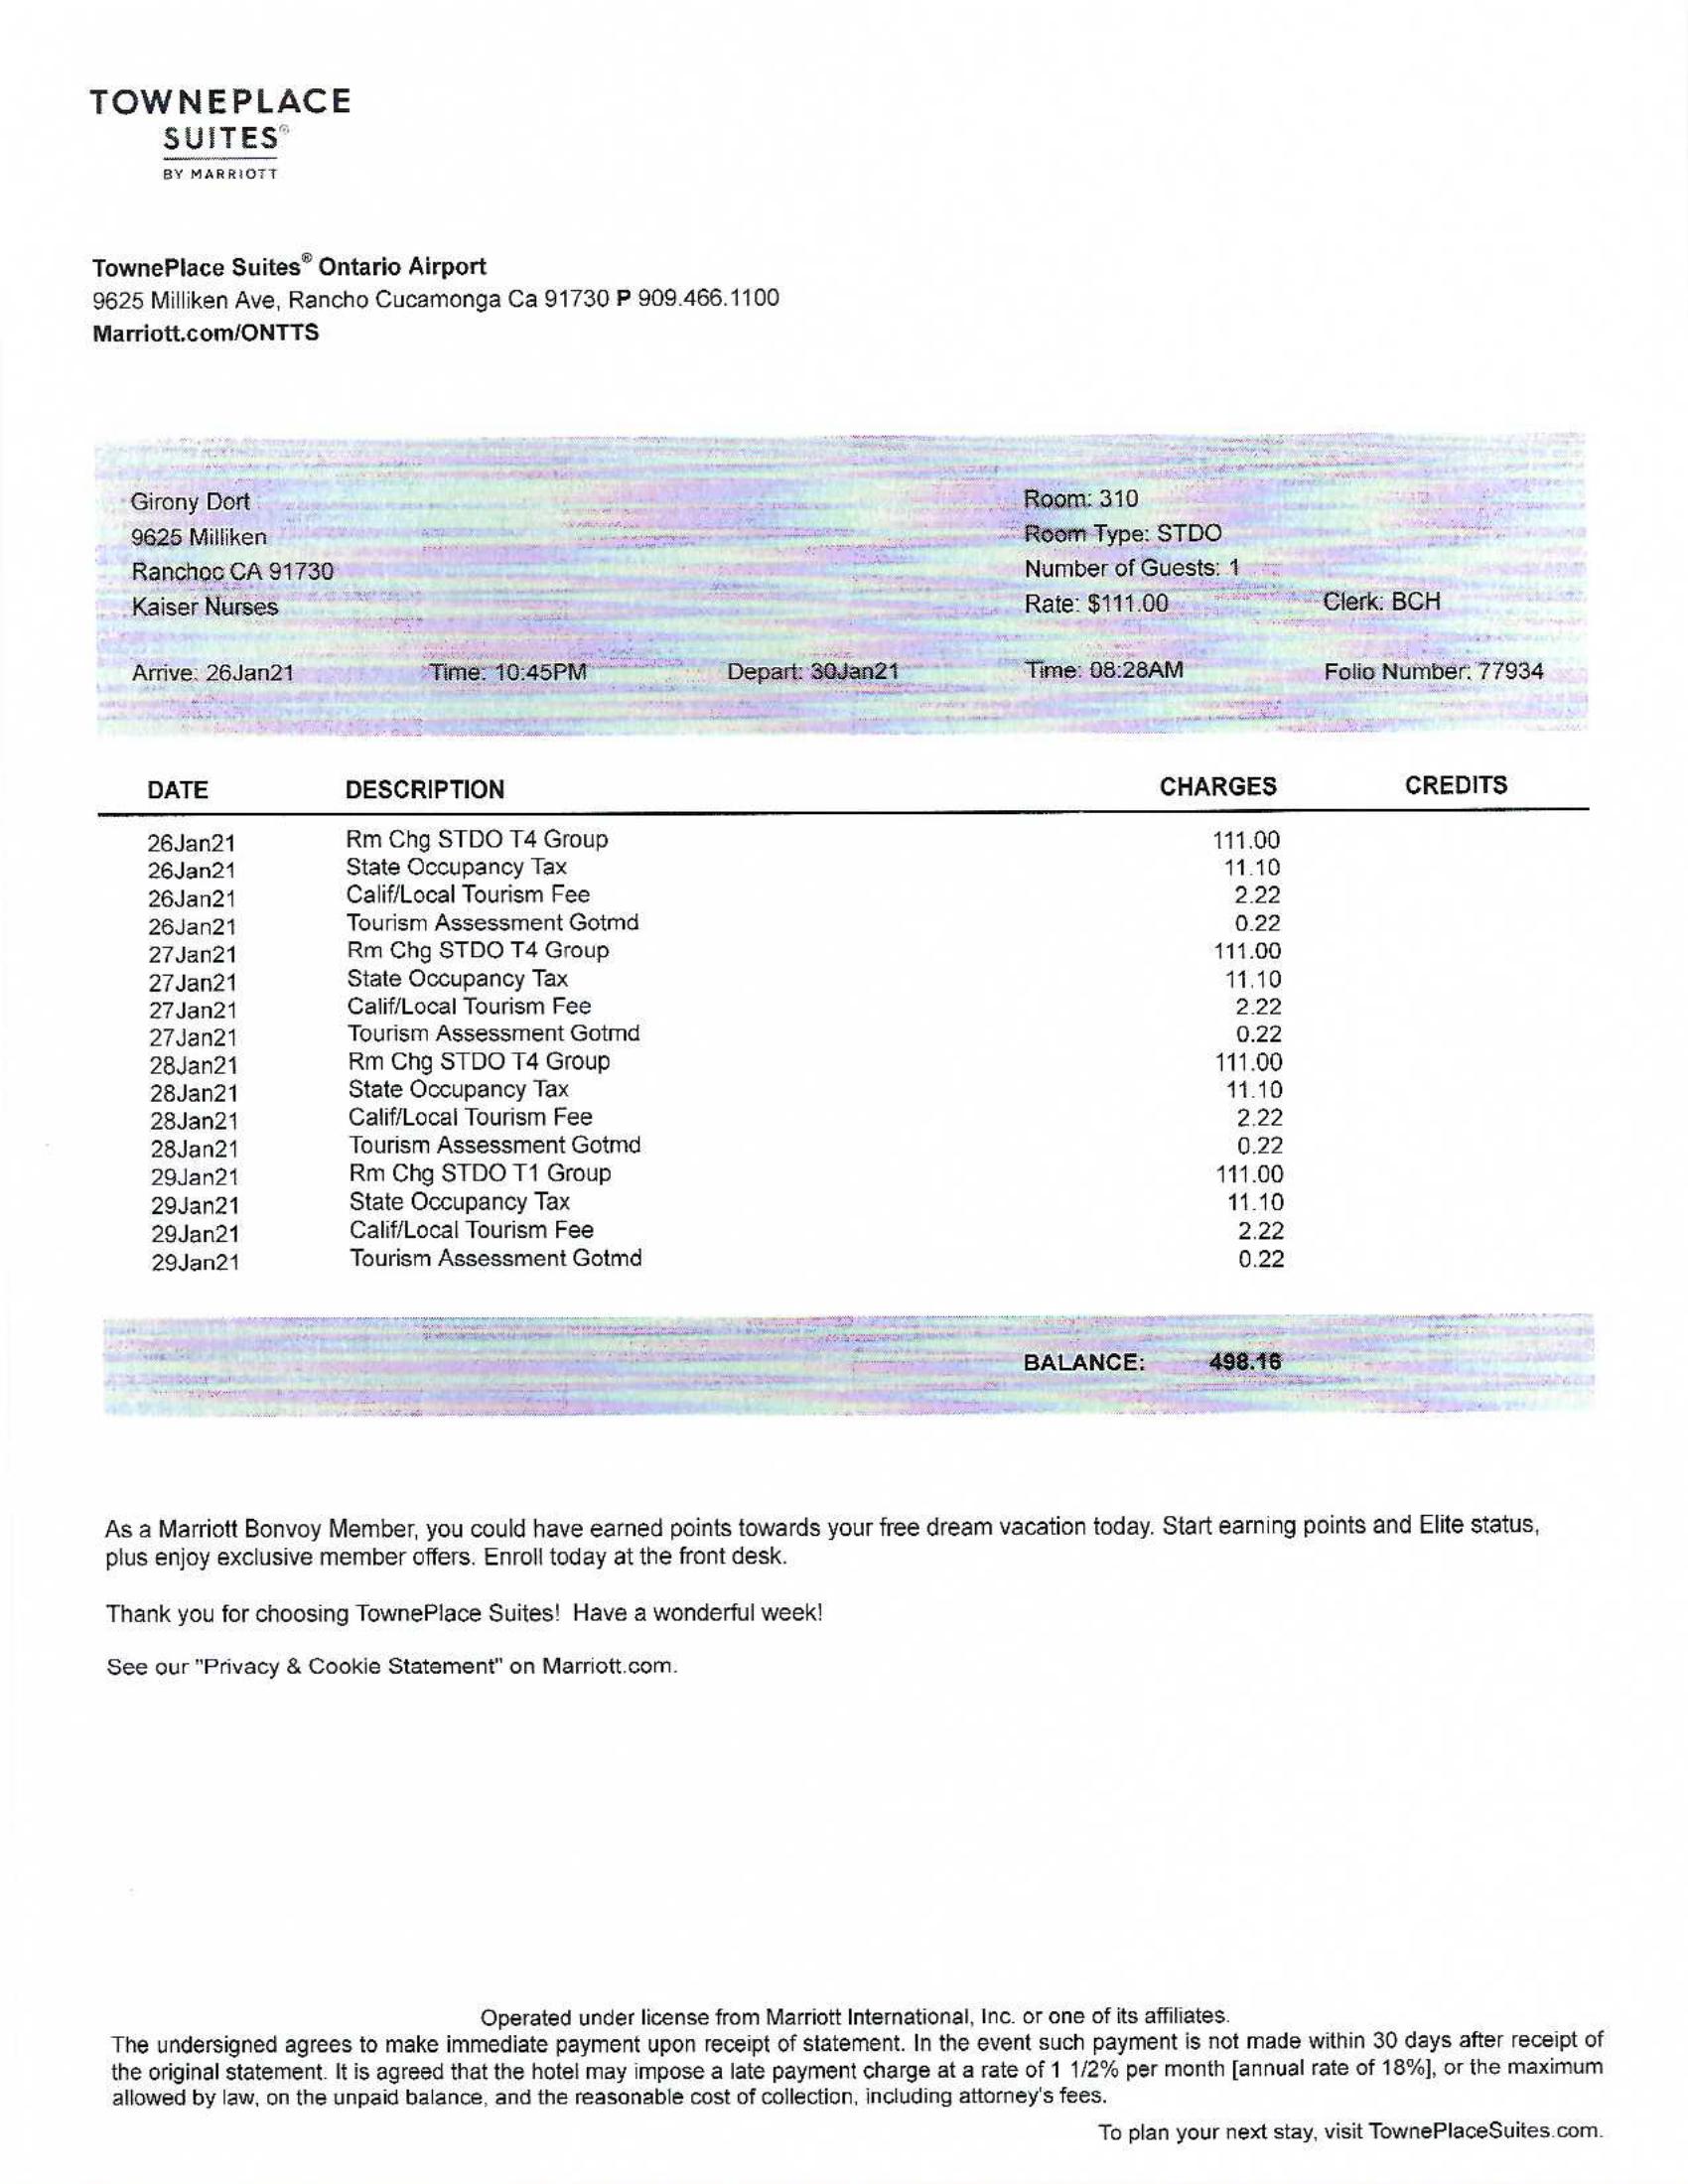 TOWNEPLACE
SUITES®
BY MARRIOTT
TownePlace Suites® Ontario Airport
9625 Milliken Ave, Rancho Cucamonga Ca 91730 P 909.466.1100
Marriott.com/ONTTS
Girony Dort Room: 310
9625 Milliken Room Type: STDO
Ranchoc CA 91730 Number of Guests: 1
Kaiser Nurses Rate: $111.00 Clerk: BCH
Arrive: 26Jan21 Time: 10:45PM Depart: 30Jan21 Time: 08:28AM Folio Number: 77934
DATE DESCRIPTION CHARGES CREDITS
26Jan21 Rm Chg STDO T4 Group 111.00
26Jan21 State Occupancy Tax 11.10
26Jan21 Calif/Local Tourism Fee 2.22
26Jan21 Tourism Assessment Gotmd 0.22
27Jan21 Rm Chg STDO T4 Group 111.00
27Jan21 State Occupancy Tax 11.10
27Jan21 Calif/Local Tourism Fee 2.22
27Jan21 Tourism Assessment Gotmd 0.22
28Jan21 Rm Chg STDO T4 Group 111.00
28Jan21 State Occupancy Tax 11.10
28Jan21 Calif/Local Tourism Fee 2.22
28Jan21 Tourism Assessment Gotmd 0.22
29Jan21 Rm Chg STDO T1 Group 111.00
29Jan21 State Occupancy Tax 11.10
29Jan21 Calif/Local Tourism Fee 2.22
29Jan21 Tourism Assessment Gotmd 0.22
BALANCE: 498.16
As a Marriott Bonvoy Member, you could have earned points towards your free dream vacation today. Start earning points and Elite status,
plus enjoy exclusive member offers. Enroll today at the front desk.
Thank you for choosing TownePlace Suites! Have a wonderful week!
See our "Privacy & Cookie Statement" on Marriott.com.
Operated under license from Marriott International, Inc. or one of its affiliates.
The undersigned agrees to make immediate payment upon receipt of statement. In the event such payment is not made within 30 days after receipt of
the original statement. It is agreed that the hotel may impose a late payment charge at a rate of 1 1/2% per month [annual rate of 18%], or the maximum
allowed by law, on the unpaid balance, and the reasonable cost of collection, including attorney's fees.
To plan your next stay, visit TownePlaceSuites.com.